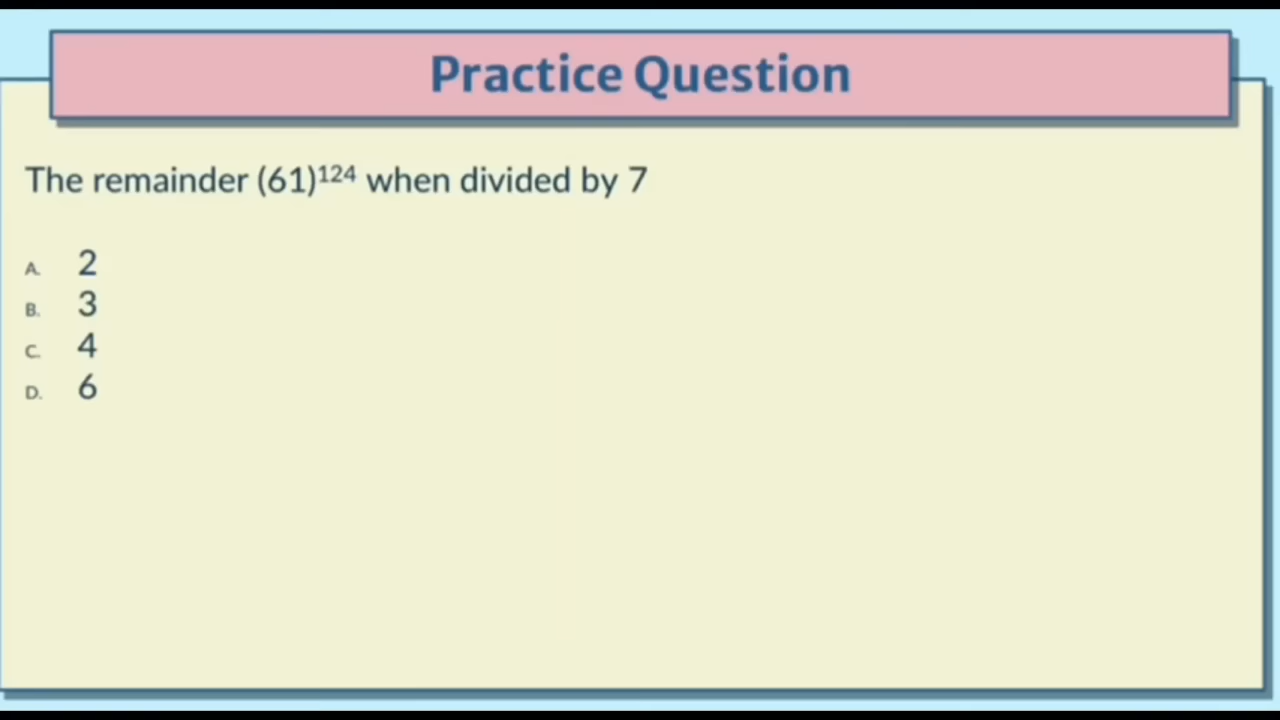 Practice Question
The remainder (61)¹²⁴ when divided by 7
A. 2
B. 3
C. 4
D. 6